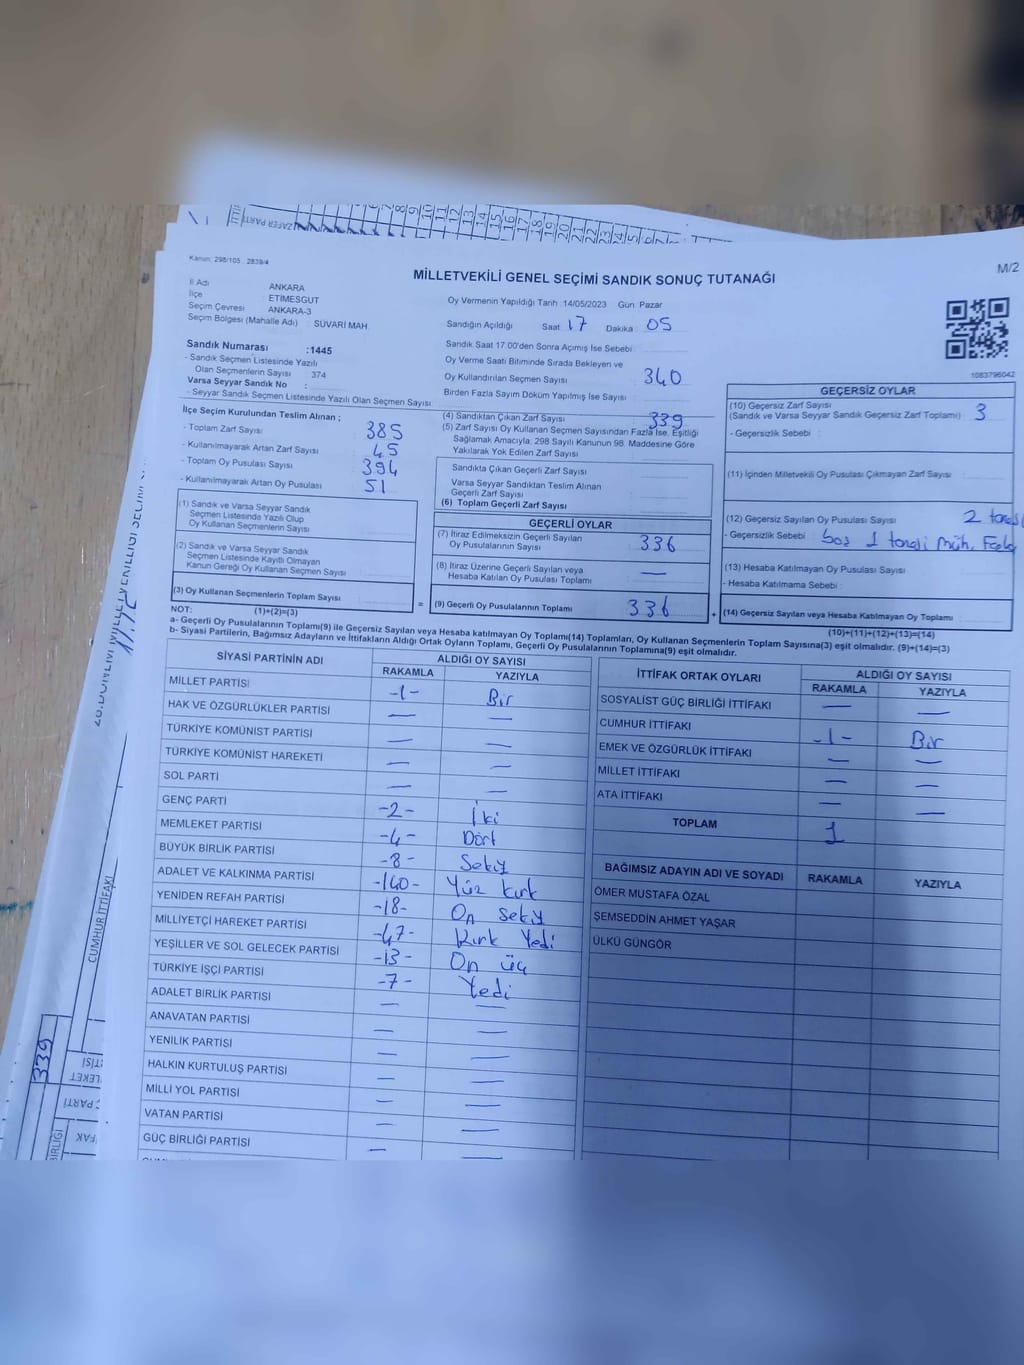 ZAFER PARTİ
Kanun: 298/105 2839/4
M/2
MİLLETVEKİLİ GENEL SEÇİMİ SANDIK SONUÇ TUTANAĞI
İl Adı ANKARA
İlçe : ETİMESGUT
Seçim Çevresi : ANKARA-3
Seçim Bölgesi (Mahalle Adı) : SÜVARİ MAH
Sandık Numarası :1445
- Sandık Seçmen Listesinde Yazılı
Olan Seçmenlerin Sayısı : 374
Varsa Seyyar Sandık No :
- Seyyar Sandık Seçmen Listesinde Yazılı Olan Seçmen Sayısı
Oy Vermenin Yapıldığı Tarih :14/05/2023 Gün Pazar
Sandığın Açıldığı Saat 17 Dakika 05
Sandık Saat 17.00'den Sonra Açımış İse Sebebi :
Oy Verme Saati Bitiminde Sırada Bekleyen ve
Oy Kullandırılan Seçmen Sayısı 340
Birden Fazla Sayım Döküm Yapılmış İse Sayısı
1083796042
İlçe Seçim Kurulundan Teslim Alınan ;
- Toplam Zarf Sayısı : 385
- Kullanılmayarak Artan Zarf Sayısı : 45
- Toplam Oy Pusulası Sayısı : 394
- Kullanılmayarak Artan Oy Pusulası : 51
(4) Sandıktan Çıkan Zarf Sayısı 339
(5) Zarf Sayısı Oy Kullanan Seçmen Sayısından Fazla İse, Eşitliği
Sağlamak Amacıyla, 298 Sayılı Kanunun 98. Maddesine Göre
Yakılarak Yok Edilen Zarf Sayısı
Sandıkta Çıkan Geçerli Zarf Sayısı
Varsa Seyyar Sandıktan Teslim Alınan
Geçerli Zarf Sayısı
(6) Toplam Geçerli Zarf Sayısı
GEÇERSİZ OYLAR
(10) Geçersiz Zarf Sayısı
(Sandık ve Varsa Seyyar Sandık Geçersiz Zarf Toplamı) 3
- Geçersizlik Sebebi :
(11) İçinden Milletvekili Oy Pusulası Çıkmayan Zarf Sayısı
(12) Geçersiz Sayılan Oy Pusulası Sayısı 2
- Geçersizlik Sebebi : boş 1 tanesi müh.
(13) Hesaba Katılmayan Oy Pusulası Sayısı
- Hesaba Katılmama Sebebi :
(14) Geçersiz Sayılan veya Hesaba Katılmayan Oy Toplamı :
(10)+(11)+(12)+(13)=(14)
(1) Sandık ve Varsa Seyyar Sandık
Seçmen Listesinde Yazılı Olup
Oy Kullanan Seçmenlerin Sayısı
(2) Sandık ve Varsa Seyyar Sandık
Seçmen Listesinde Kayıtlı Olmayan
Kanun Gereği Oy Kullanan Seçmen Sayısı
(3) Oy Kullanan Seçmenlerin Toplam Sayısı
(1)+(2)=(3)
GEÇERLİ OYLAR
(7) İtiraz Edilmeksizin Geçerli Sayılan
Oy Pusulalarının Sayısı 336
(8) İtiraz Üzerine Geçerli Sayılan veya
Hesaba Katılan Oy Pusulası Toplamı —
= (9) Geçerli Oy Pusulalarının Toplamı 336 +
NOT:
a- Geçerli Oy Pusulalarının Toplamı(9) ile Geçersiz Sayılan veya Hesaba katılmayan Oy Toplamı(14) Toplamları, Oy Kullanan Seçmenlerin Toplam Sayısına(3) eşit olmalıdır. (9)+(14)=(3)
b- Siyasi Partilerin, Bağımsız Adayların ve İttifakların Aldığı Ortak Oyların Toplamı, Geçerli Oy Pusulalarının Toplamına(9) eşit olmalıdır.
SİYASİ PARTİNİN ADI ALDIĞI OY SAYISI
RAKAMLA YAZIYLA
MİLLET PARTİSİ -1- Bir
HAK VE ÖZGÜRLÜKLER PARTİSİ — —
TÜRKİYE KOMÜNİST PARTİSİ — —
TÜRKİYE KOMÜNİST HAREKETİ — —
SOL PARTİ — —
GENÇ PARTİ -2- İki
MEMLEKET PARTİSİ -4- Dört
BÜYÜK BİRLİK PARTİSİ -8- Sekiz
ADALET VE KALKINMA PARTİSİ -140- Yüz kırk
YENİDEN REFAH PARTİSİ -18- On sekiz
MİLLİYETÇİ HAREKET PARTİSİ -47- Kırk Yedi
YEŞİLLER VE SOL GELECEK PARTİSİ -13- On üç
TÜRKİYE İŞÇİ PARTİSİ -7- Yedi
ADALET BİRLİK PARTİSİ — —
ANAVATAN PARTİSİ — —
YENİLİK PARTİSİ — —
HALKIN KURTULUŞ PARTİSİ — —
MİLLİ YOL PARTİSİ — —
VATAN PARTİSİ — —
GÜÇ BİRLİĞİ PARTİSİ —
İTTİFAK ORTAK OYLARI ALDIĞI OY SAYISI
RAKAMLA YAZIYLA
SOSYALİST GÜÇ BİRLİĞİ İTTİFAKI — —
CUMHUR İTTİFAKI -1- Bir
EMEK VE ÖZGÜRLÜK İTTİFAKI — —
MİLLET İTTİFAKI — —
ATA İTTİFAKI — —
TOPLAM 1
BAĞIMSIZ ADAYIN ADI VE SOYADI RAKAMLA YAZIYLA
ÖMER MUSTAFA ÖZAL
ŞEMSEDDİN AHMET YAŞAR
ÜLKÜ GÜNGÖR
CUMHUR İTTİFAKI
339